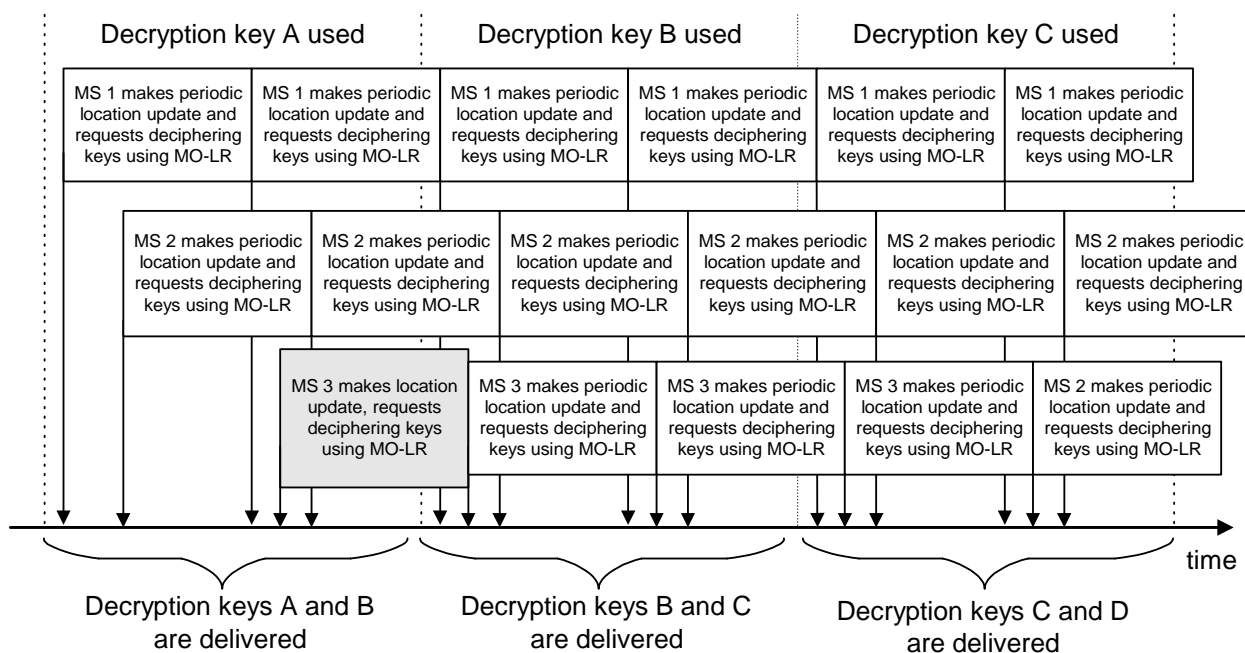 Decryption key A used
Decryption key B used
Decryption key C used
MS 1 makes periodic
location update and
requests deciphering
keys using MO-LR
MS 1 makes periodic
location update and
requests deciphering
keys using MO-LR
MS 1 makes periodic
location update and
requests deciphering
keys using MO-LR
MS 1 makes periodic
location update and
requests deciphering
keys using MO-LR
MS 1 makes periodic
location update and
requests deciphering
keys using MO-LR
MS 1 makes periodic
location update and
requests deciphering
keys using MO-LR
MS 2 makes periodic
location update and
requests deciphering
keys using MO-LR
MS 2 makes periodic
location update and
requests deciphering
keys using MO-LR
MS 2 makes periodic
location update and
requests deciphering
keys using MO-LR
MS 2 makes periodic
location update and
requests deciphering
keys using MO-LR
MS 2 makes periodic
location update and
requests deciphering
keys using MO-LR
MS 2 makes periodic
location update and
requests deciphering
keys using MO-LR
MS 3 makes location
update, requests
deciphering keys
using MO-LR
MS 3 makes periodic
location update and
requests deciphering
keys using MO-LR
MS 3 makes periodic
location update and
requests deciphering
keys using MO-LR
MS 3 makes periodic
location update and
requests deciphering
keys using MO-LR
MS 2 makes periodic
location update and
requests deciphering
keys using MO-LR
time
Decryption keys A and B
are delivered
Decryption keys B and C
are delivered
Decryption keys C and D
are delivered